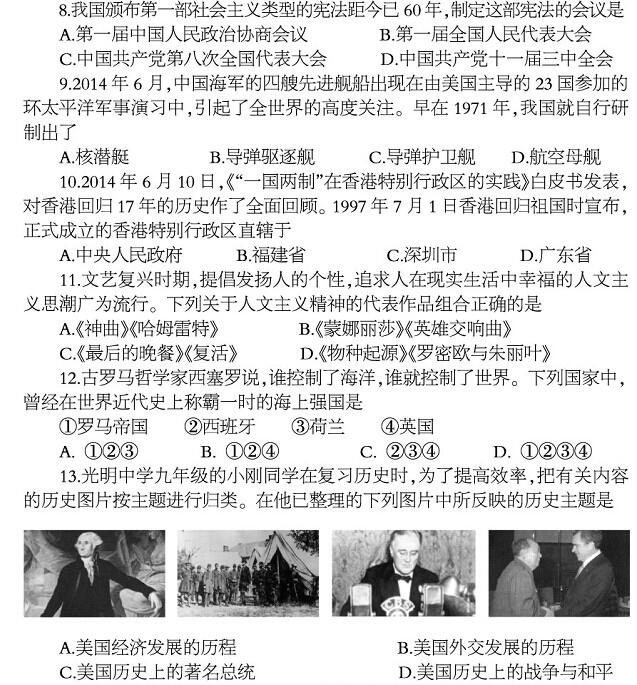 8.我国颁布第一部社会主义类型的宪法距今已 60 年,制定这部宪法的会议是
A.第一届中国人民政治协商会议 B.第一届全国人民代表大会
C.中国共产党第八次全国代表大会 D.中国共产党十一届三中全会
9.2014 年 6 月,中国海军的四艘先进舰船出现在由美国主导的 23 国参加的
环太平洋军事演习中,引起了全世界的高度关注。早在 1971 年,我国就自行研
制出了
A.核潜艇 B.导弹驱逐舰 C.导弹护卫舰 D.航空母舰
10.2014 年 6 月 10 日,《“一国两制”在香港特别行政区的实践》白皮书发表,
对香港回归 17 年的历史作了全面回顾。1997 年 7 月 1 日香港回归祖国时宣布,
正式成立的香港特别行政区直辖于
A.中央人民政府 B.福建省 C.深圳市 D.广东省
11.文艺复兴时期,提倡发扬人的个性,追求人在现实生活中幸福的人文主
义思潮广为流行。下列关于人文主义精神的代表作品组合正确的是
A.《神曲》《哈姆雷特》 B.《蒙娜丽莎》《英雄交响曲》
C.《最后的晚餐》《复活》 D.《物种起源》《罗密欧与朱丽叶》
12.古罗马哲学家西塞罗说,谁控制了海洋,谁就控制了世界。下列国家中,
曾经在世界近代史上称霸一时的海上强国是
①罗马帝国 ②西班牙 ③荷兰 ④英国
A. ①②③ B. ①②④ C. ②③④ D. ①②③④
13.光明中学九年级的小刚同学在复习历史时,为了提高效率,把有关内容
的历史图片按主题进行归类。在他已整理的下列图片中所反映的历史主题是
CBS
A.美国经济发展的历程 B.美国外交发展的历程
C.美国历史上的著名总统 D.美国历史上的战争与和平